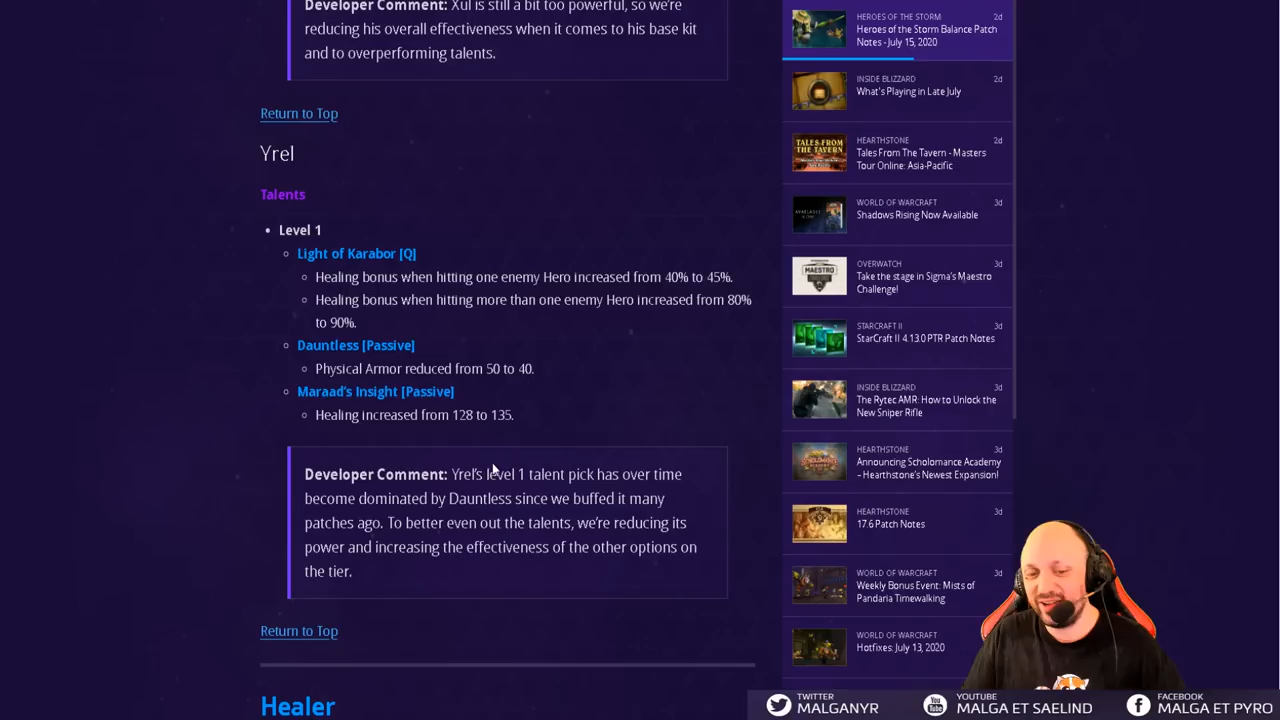 Developer Comment: Xul is still a bit too powerful, so we're
reducing his overall effectiveness when it comes to his base kit
and to overperforming talents.
Return to Top
Yrel
Talents
Level 1
Light of Karabor [Q]
Healing bonus when hitting one enemy Hero increased from 40% to 45%.
Healing bonus when hitting more than one enemy Hero increased from 80%
to 90%.
Dauntless [Passive]
Physical Armor reduced from 50 to 40.
Maraad's Insight [Passive]
Healing increased from 128 to 135.
Developer Comment: Yrel's level 1 talent pick has over time
become dominated by Dauntless since we buffed it many
patches ago. To better even out the talents, we're reducing its
power and increasing the effectiveness of the other options on
the tier.
Return to Top
Healer
HEROES OF THE STORM 2d
Heroes of the Storm Balance Patch
Notes - July 15, 2020
INSIDE BLIZZARD 2d
What's Playing in Late July
HEARTHSTONE 2d
Tales From The Tavern - Masters
Tour Online: Asia-Pacific
TALES FROM
THE TAVERN
WORLD OF WARCRAFT 3d
Shadows Rising Now Available
OVERWATCH 3d
Take the stage in Sigma's Maestro
Challenge!
MAESTRO
STARCRAFT II 3d
StarCraft II 4.13.0 PTR Patch Notes
INSIDE BLIZZARD 3d
The Rytec AMR: How to Unlock the
New Sniper Rifle
HEARTHSTONE 3d
Announcing Scholomance Academy
– Hearthstone's Newest Expansion!
HEARTHSTONE 3d
17.6 Patch Notes
WORLD OF WARCRAFT 3d
Weekly Bonus Event: Mists of
Pandaria Timewalking
WORLD OF WARCRAFT
Hotfixes: July 13, 2020
TWITTER
MALGANYR
YOUTUBE
MALGA ET SAELIND
FACEBOOK
MALGA ET PYRO